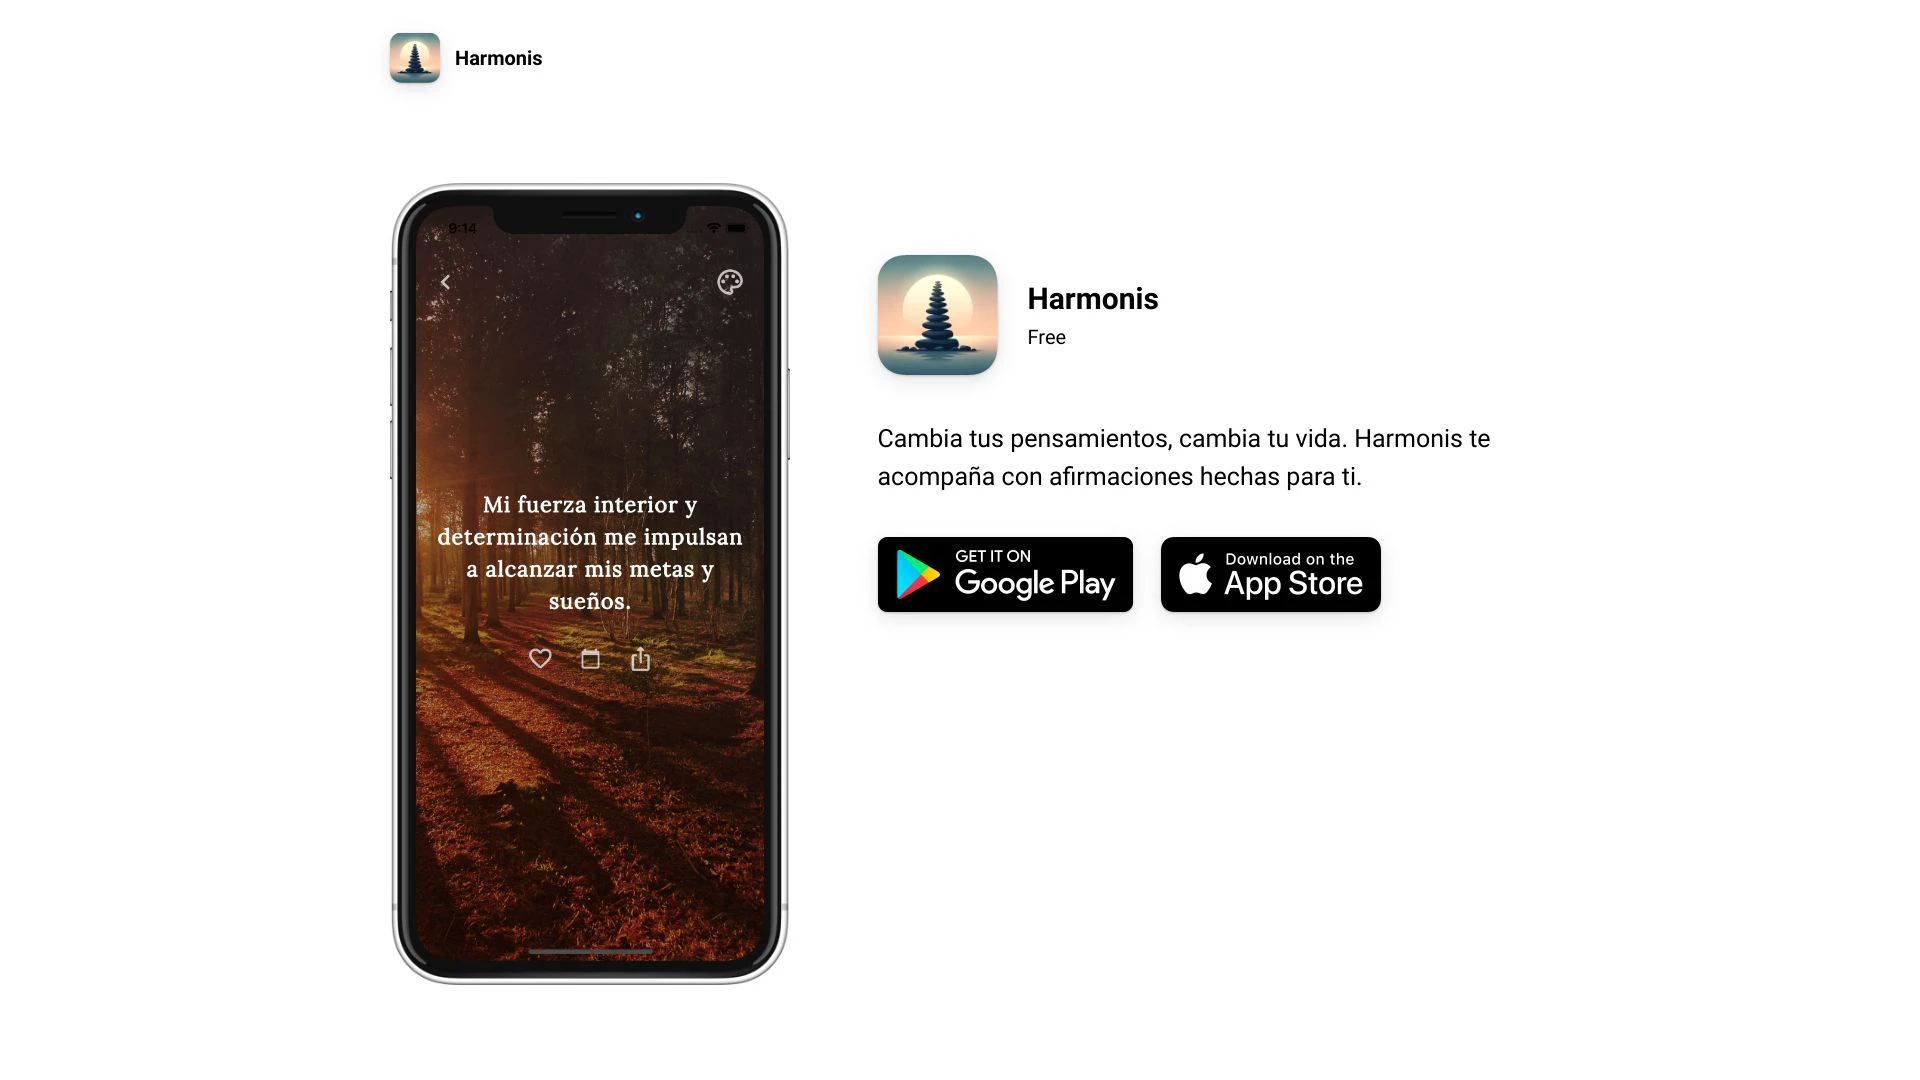 Harmonis
9:14
Mi fuerza interior y
determinación me impulsan
a alcanzar mis metas y
sueños.
Harmonis
Free
Cambia tus pensamientos, cambia tu vida. Harmonis te
acompaña con afirmaciones hechas para ti.
GET IT ON
Google Play
Download on the
App Store